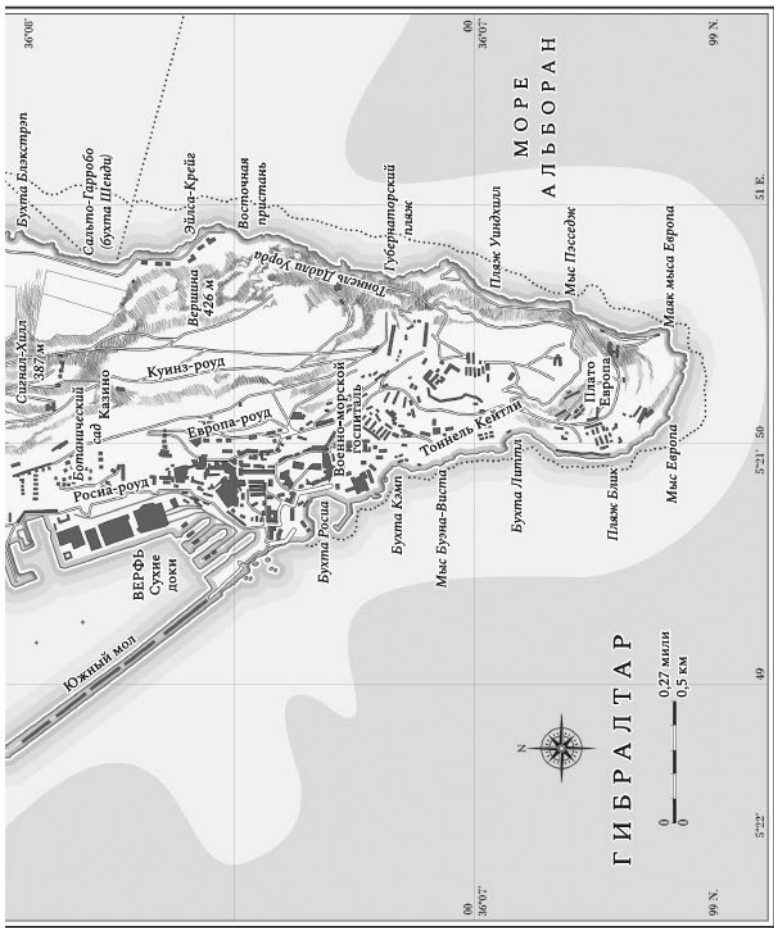 36°08'
00
36°07'
99 N.
Бухта Блэкстрэп
Сальто-Гарробо
(бухта Шенди)
Эйлса-Крейг
Восточная
пристань
Губернаторский
пляж
МОРЕ
АЛЬБОРАН
Пляж Уиндхилл
Мыс Пэсседж
Маяк мыса Европа
51 E.
Тоннель Дадли Уорда
Вершина
426 м
Сигнал-Хилл
387 м
Куинз-роуд
Казино
Ботанический
сад
Европа-роуд
Росиа-роуд
Военно-морской
госпиталь
Тоннель Кейтли
Плато
Европа
50
5°21'
ВЕРФЬ
Сухие
доки
Бухта Росиа
Бухта Кэмп
Мыс Буэна-Виста
Бухта Литтл
Пляж Блик
Мыс Европа
Южный мол
49
N
ГИБРАЛТАР
0,27 мили
0,5 км
0
0
5°22'
00
36°07'
99 N.